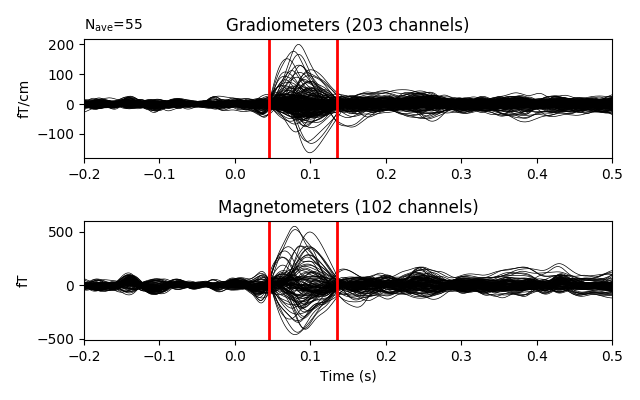 Nave=55
Gradiometers (203 channels)
200
100
0
−100
fT/cm
−0.2 −0.1 0.0 0.1 0.2 0.3 0.4 0.5
Magnetometers (102 channels)
500
0
−500
fT
−0.2 −0.1 0.0 0.1 0.2 0.3 0.4 0.5
Time (s)